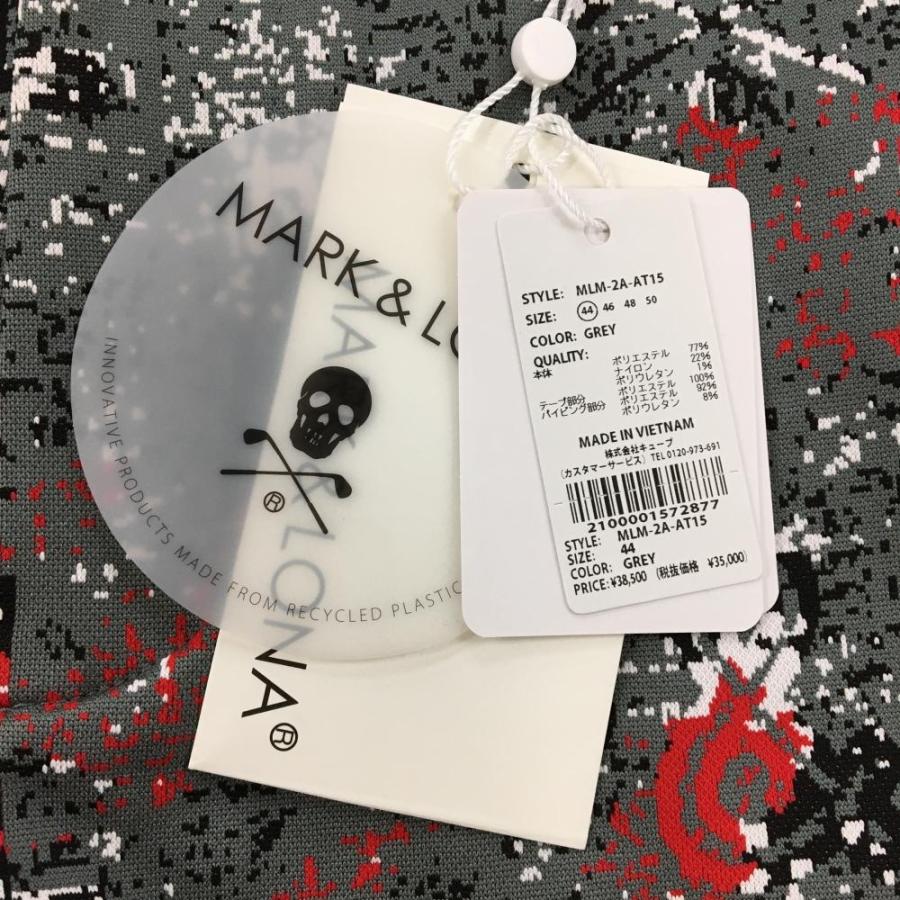 MARK & LO
INNOVATIVE PRODUCTS MADE FROM RECYCLED PLASTIC
®
MARK & LONA®
STYLE: MLM-2A-AT15
SIZE: 44 46 48 50
COLOR: GREY
QUALITY:
本体 ポリエステル 77%
ナイロン 22%
ポリウレタン 1%
テープ部分 ポリエステル 100%
パイピング部分 ポリエステル 92%
ポリウレタン 8%
MADE IN VIETNAM
株式会社キューブ
(カスタマーサービス) TEL 0120-973-691
2100001572877
STYLE: MLM-2A-AT15
SIZE: 44
COLOR: GREY
PRICE: ¥38,500 (税抜価格 ¥35,000)